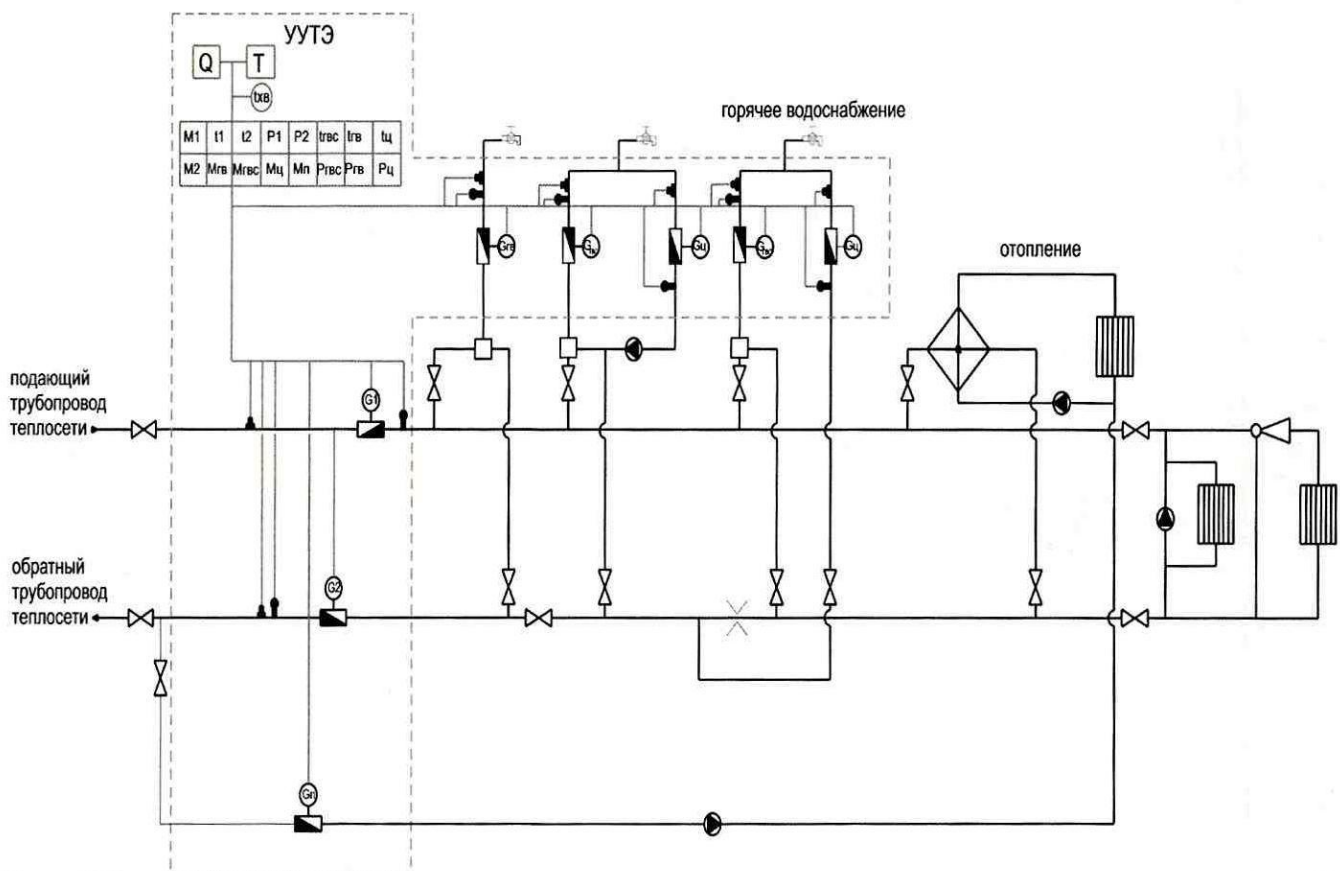 УУТЭ
Q T
tхв
M1 t1 t2 P1 P2 tгвс tгв tц
M2 Mгв Mгвс Mц Mп Pгвс Pгв Pц
горячее водоснабжение
Gгв Gц Gц
отопление
подающий
трубопровод
теплосети
G1
обратный
трубопровод
теплосети
G2
Gп